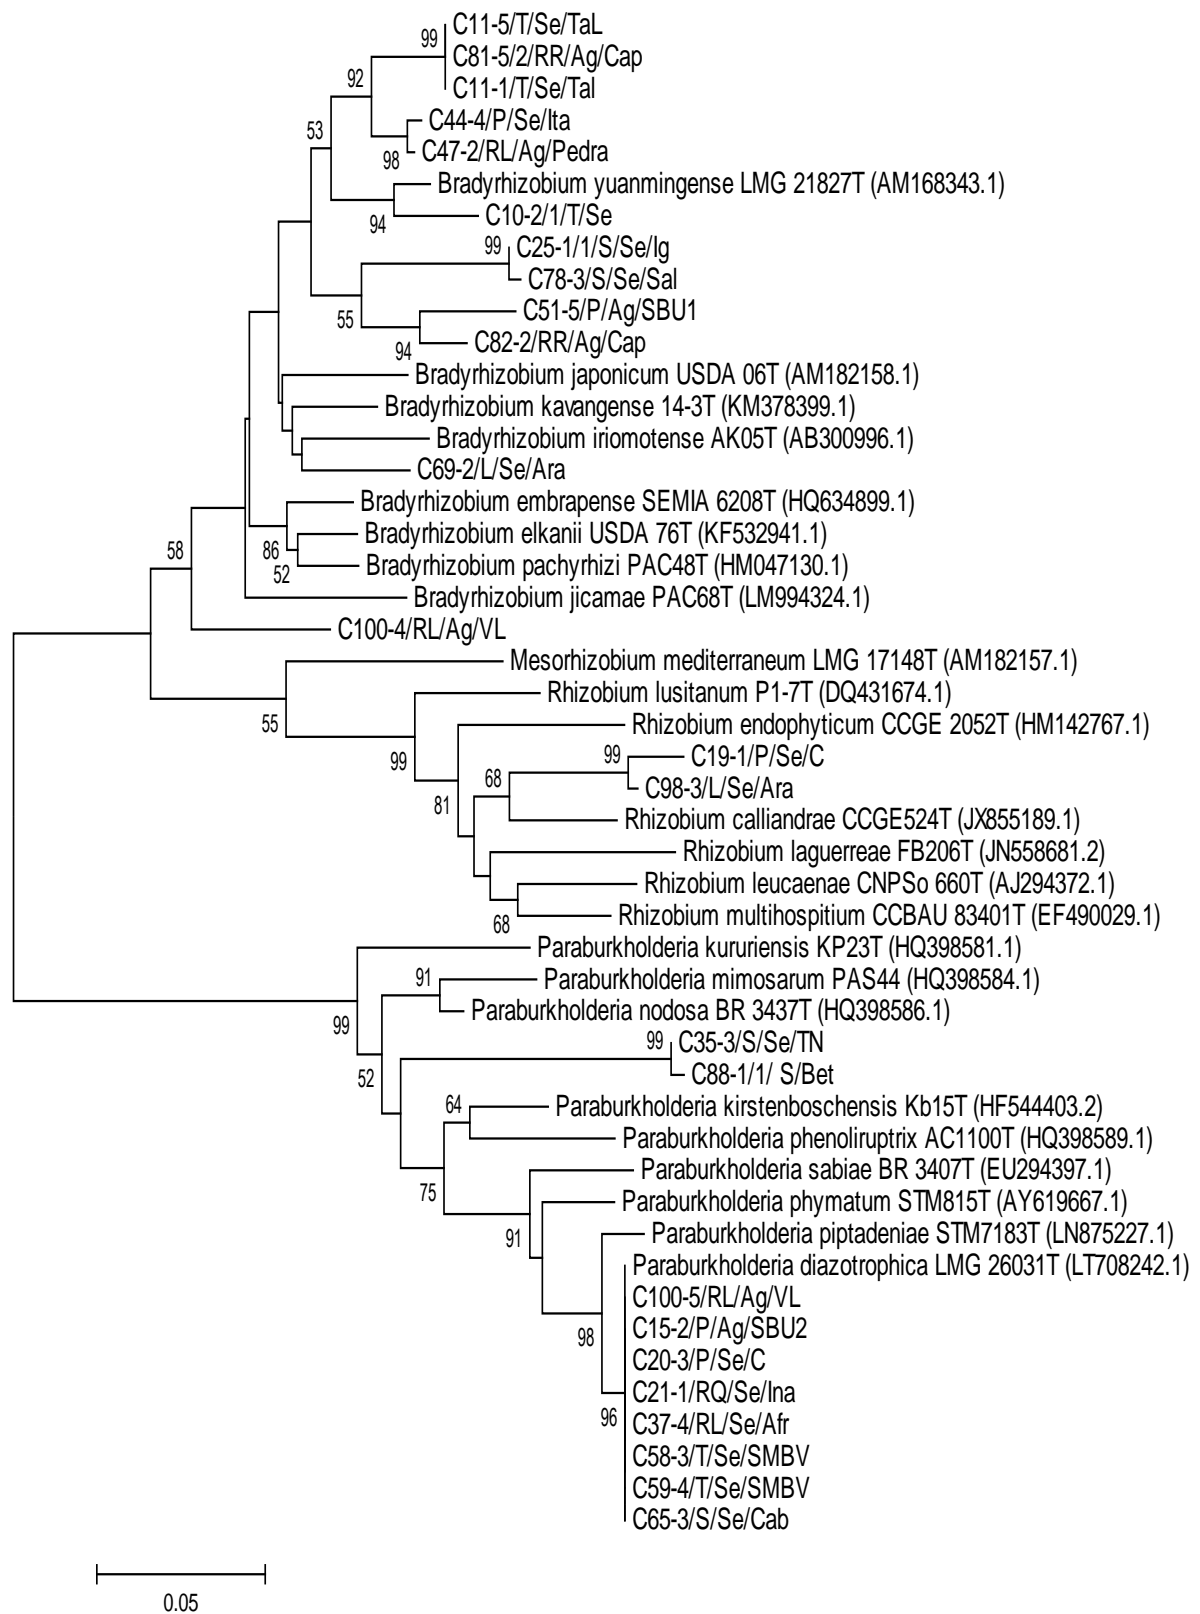 C11-5/T/Se/TaL
99
C81-5/2/RR/Ag/Cap
C11-1/T/Se/Tal
92
C44-4/P/Se/Ita
53
C47-2/RL/Ag/Pedra
98
Bradyrhizobium yuanmingense LMG 21827T (AM168343.1)
C10-2/1/T/Se
94
99
C25-1/1/S/Se/Ig
C78-3/S/Se/Sal
C51-5/P/Ag/SBU1
55
C82-2/RR/Ag/Cap
94
Bradyrhizobium japonicum USDA 06T (AM182158.1)
Bradyrhizobium kavangense 14-3T (KM378399.1)
Bradyrhizobium iriomotense AK05T (AB300996.1)
C69-2/L/Se/Ara
Bradyrhizobium embrapense SEMIA 6208T (HQ634899.1)
Bradyrhizobium elkanii USDA 76T (KF532941.1)
58
86
Bradyrhizobium pachyrhizi PAC48T (HM047130.1)
52
Bradyrhizobium jicamae PAC68T (LM994324.1)
C100-4/RL/Ag/VL
Mesorhizobium mediterraneum LMG 17148T (AM182157.1)
Rhizobium lusitanum P1-7T (DQ431674.1)
55
Rhizobium endophyticum CCGE 2052T (HM142767.1)
99
99
C19-1/P/Se/C
68
C98-3/L/Se/Ara
81
Rhizobium calliandrae CCGE524T (JX855189.1)
Rhizobium laguerreae FB206T (JN558681.2)
Rhizobium leucaenae CNPSo 660T (AJ294372.1)
Rhizobium multihospitium CCBAU 83401T (EF490029.1)
68
Paraburkholderia kururiensis KP23T (HQ398581.1)
91
Paraburkholderia mimosarum PAS44 (HQ398584.1)
Paraburkholderia nodosa BR 3437T (HQ398586.1)
99
99
C35-3/S/Se/TN
C88-1/1/ S/Bet
52
64
Paraburkholderia kirstenboschensis Kb15T (HF544403.2)
Paraburkholderia phenoliruptrix AC1100T (HQ398589.1)
Paraburkholderia sabiae BR 3407T (EU294397.1)
75
Paraburkholderia phymatum STM815T (AY619667.1)
91
Paraburkholderia piptadeniae STM7183T (LN875227.1)
Paraburkholderia diazotrophica LMG 26031T (LT708242.1)
C100-5/RL/Ag/VL
C15-2/P/Ag/SBU2
98
C20-3/P/Se/C
C21-1/RQ/Se/Ina
96
C37-4/RL/Se/Afr
C58-3/T/Se/SMBV
C59-4/T/Se/SMBV
C65-3/S/Se/Cab
0.05